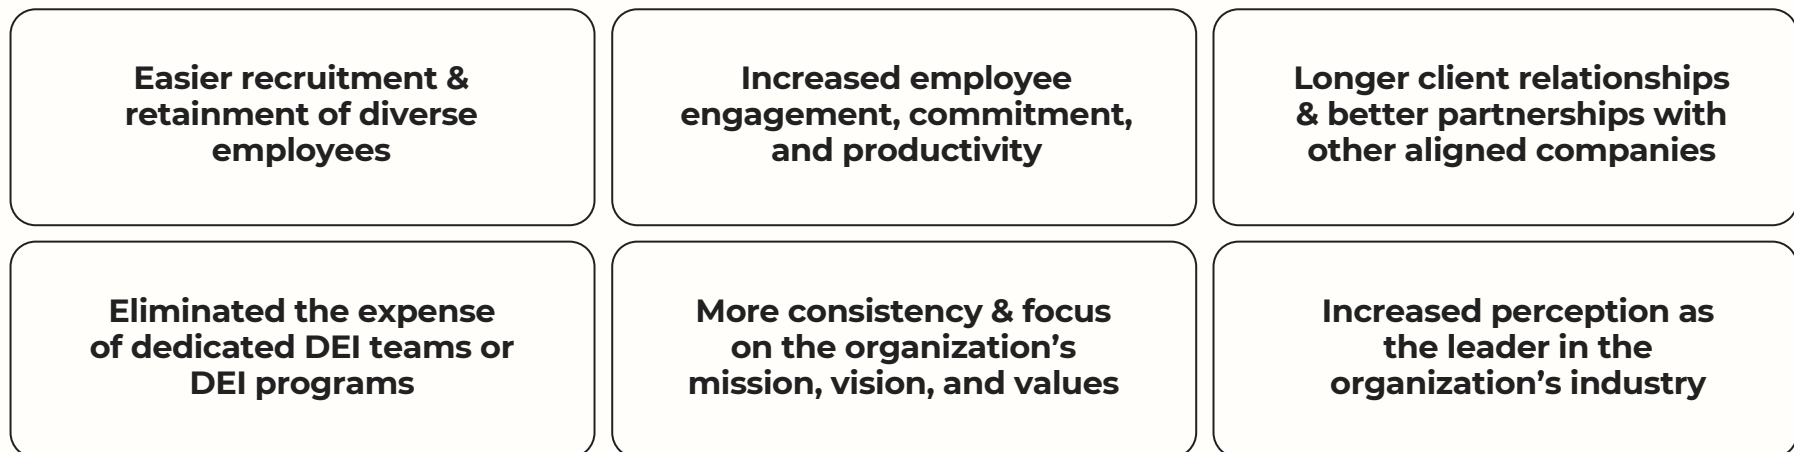 Easier recruitment &
retainment of diverse
employees
Increased employee
engagement, commitment,
and productivity
Longer client relationships
& better partnerships with
other aligned companies
Eliminated the expense
of dedicated DEI teams or
DEI programs
More consistency & focus
on the organization’s
mission, vision, and values
Increased perception as
the leader in the
organization’s industry